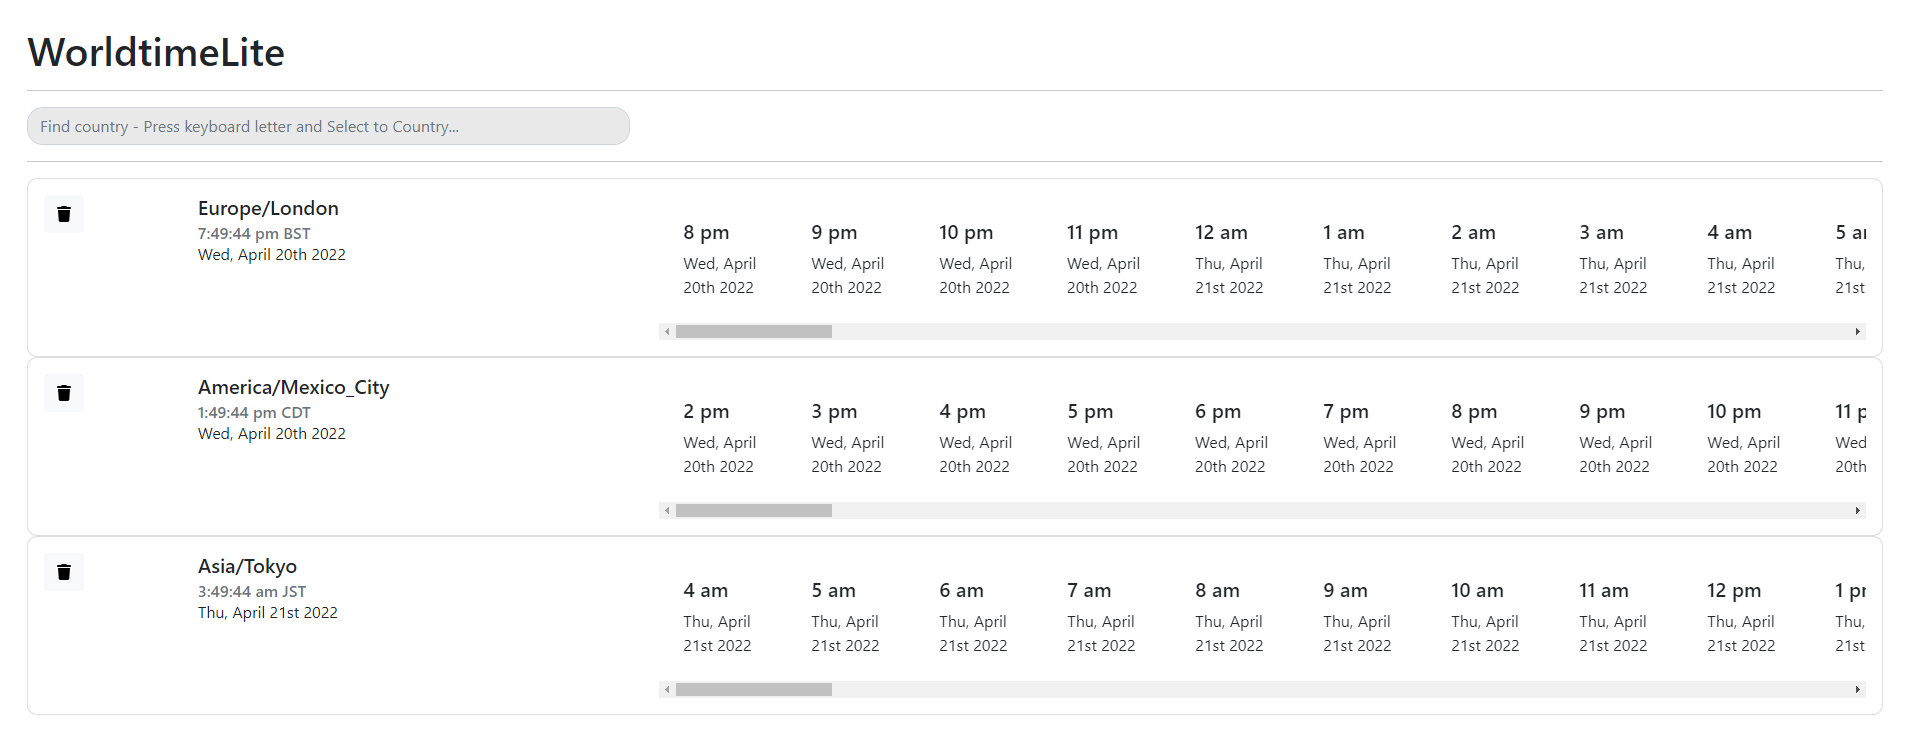 WorldtimeLite
Find country - Press keyboard letter and Select to Country...
Europe/London
7:49:44 pm BST
Wed, April 20th 2022
8 pm 9 pm 10 pm 11 pm 12 am 1 am 2 am 3 am 4 am 5 a
Wed, April Wed, April Wed, April Wed, April Thu, April Thu, April Thu, April Thu, April Thu, April Thu,
20th 2022 20th 2022 20th 2022 20th 2022 21st 2022 21st 2022 21st 2022 21st 2022 21st 2022 21st
America/Mexico_City
1:49:44 pm CDT
Wed, April 20th 2022
2 pm 3 pm 4 pm 5 pm 6 pm 7 pm 8 pm 9 pm 10 pm 11 p
Wed, April Wed, April Wed, April Wed, April Wed, April Wed, April Wed, April Wed, April Wed, April Wed
20th 2022 20th 2022 20th 2022 20th 2022 20th 2022 20th 2022 20th 2022 20th 2022 20th 2022 20th
Asia/Tokyo
3:49:44 am JST
Thu, April 21st 2022
4 am 5 am 6 am 7 am 8 am 9 am 10 am 11 am 12 pm 1 p
Thu, April Thu, April Thu, April Thu, April Thu, April Thu, April Thu, April Thu, April Thu, April Thu,
21st 2022 21st 2022 21st 2022 21st 2022 21st 2022 21st 2022 21st 2022 21st 2022 21st 2022 21st